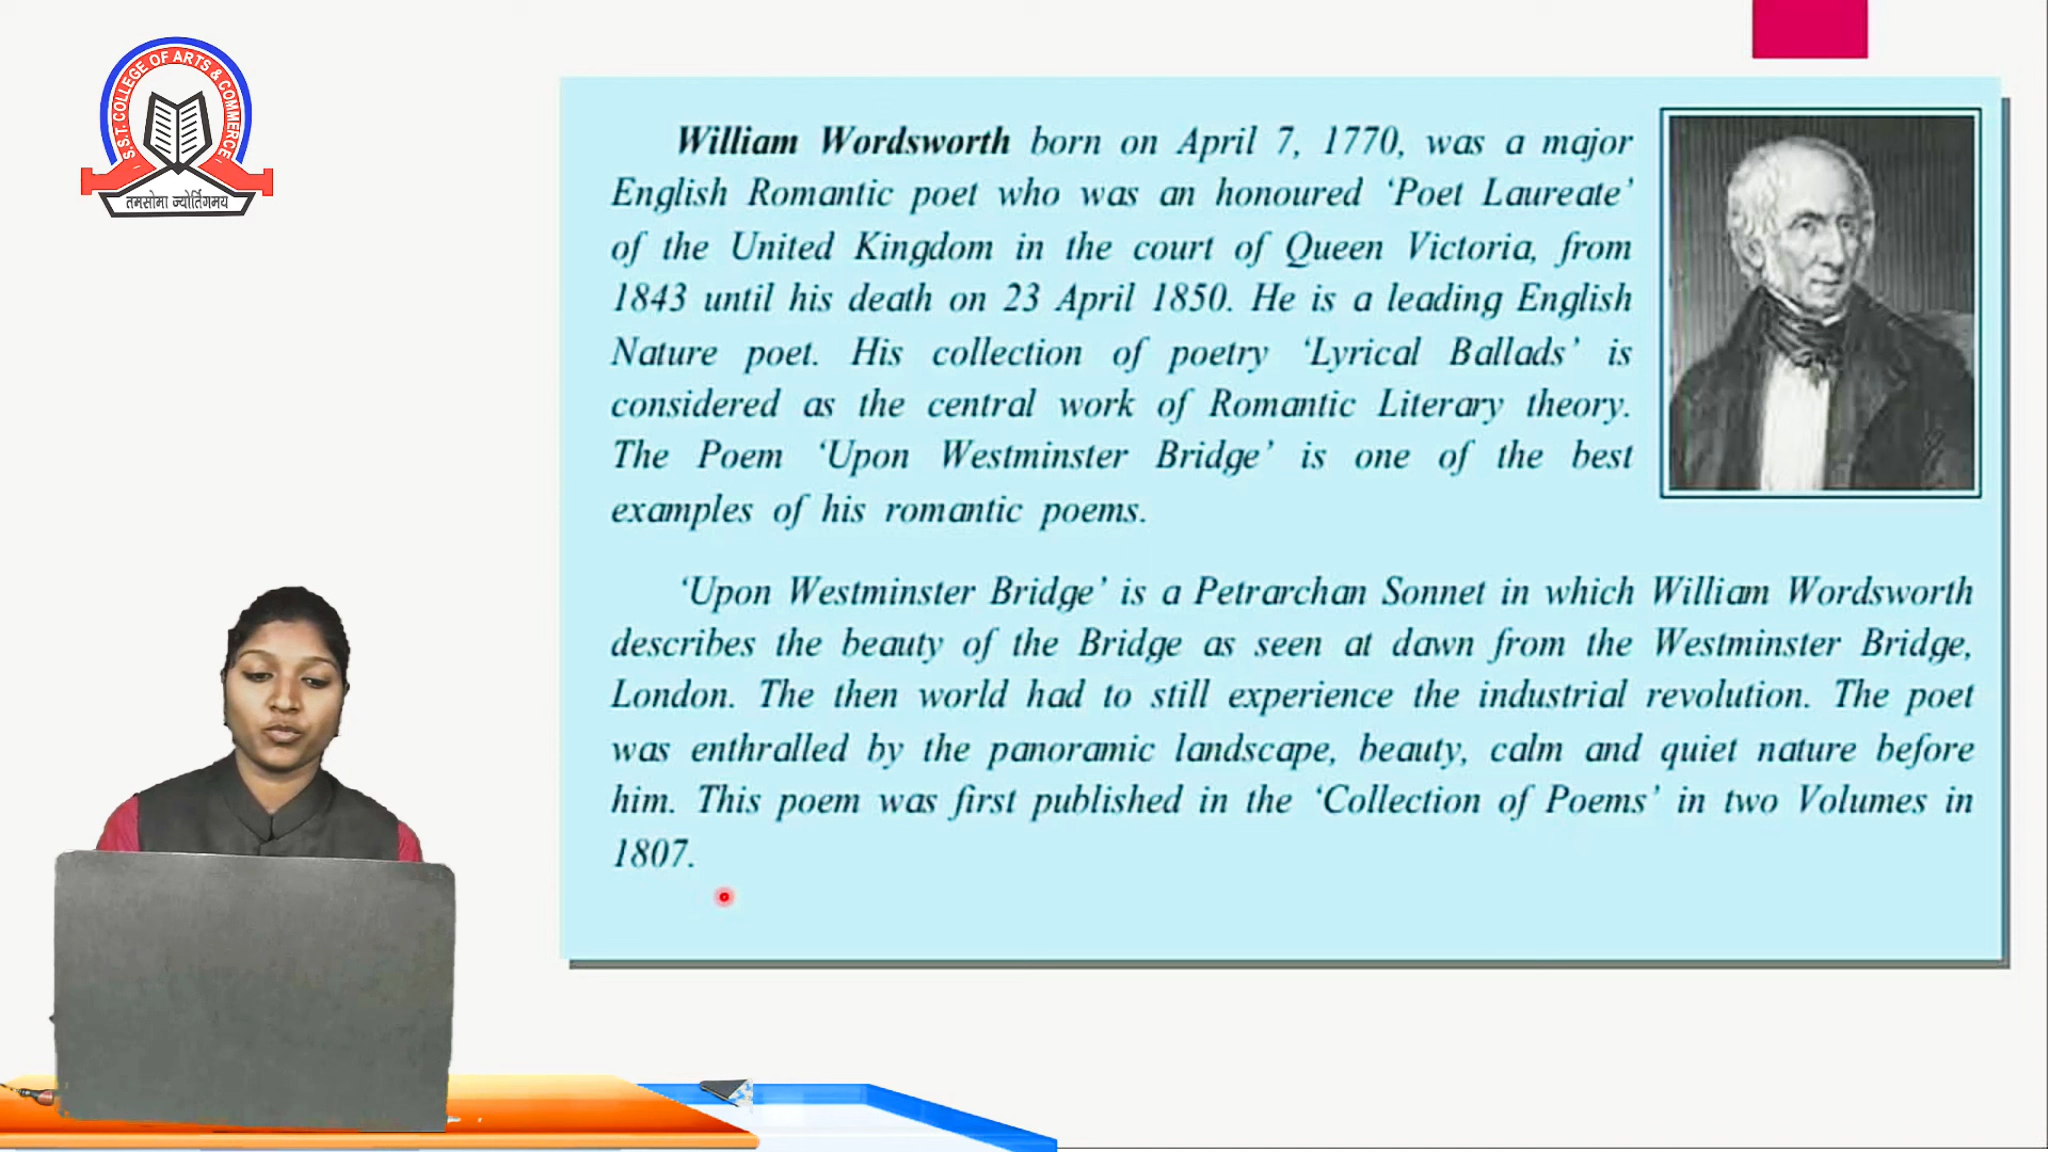 S.S.T. COLLEGE OF ARTS & COMMERCE
तमसोमा ज्योर्तिगमय
William Wordsworth born on April 7, 1770, was a major
English Romantic poet who was an honoured ‘Poet Laureate’
of the United Kingdom in the court of Queen Victoria, from
1843 until his death on 23 April 1850. He is a leading English
Nature poet. His collection of poetry ‘Lyrical Ballads’ is
considered as the central work of Romantic Literary theory.
The Poem ‘Upon Westminster Bridge’ is one of the best
examples of his romantic poems.
‘Upon Westminster Bridge’ is a Petrarchan Sonnet in which William Wordsworth
describes the beauty of the Bridge as seen at dawn from the Westminster Bridge,
London. The then world had to still experience the industrial revolution. The poet
was enthralled by the panoramic landscape, beauty, calm and quiet nature before
him. This poem was first published in the ‘Collection of Poems’ in two Volumes in
1807.